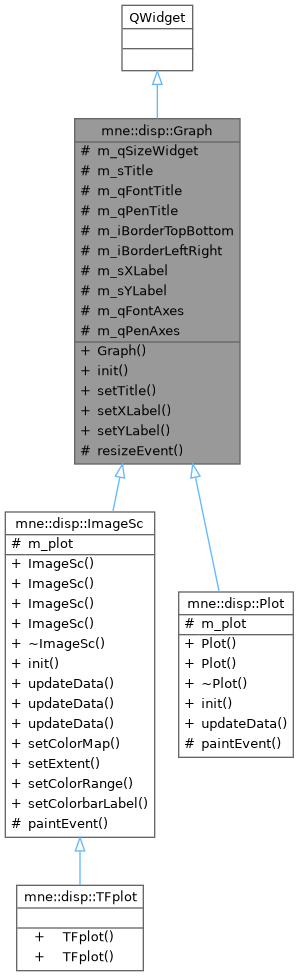 QWidget
mne::disp::Graph
# m_qSizeWidget
# m_sTitle
# m_qFontTitle
# m_qPenTitle
# m_iBorderTopBottom
# m_iBorderLeftRight
# m_sXLabel
# m_sYLabel
# m_qFontAxes
# m_qPenAxes
+ Graph()
+ init()
+ setTitle()
+ setXLabel()
+ setYLabel()
# resizeEvent()
mne::disp::ImageSc
# m_plot
+ ImageSc()
+ ImageSc()
+ ImageSc()
+ ImageSc()
+ ~ImageSc()
+ init()
+ updateData()
+ updateData()
+ updateData()
+ setColorMap()
+ setExtent()
+ setColorRange()
+ setColorbarLabel()
# paintEvent()
mne::disp::Plot
# m_plot
+ Plot()
+ Plot()
+ ~Plot()
+ init()
+ updateData()
# paintEvent()
mne::disp::TFplot
+ TFplot()
+ TFplot()